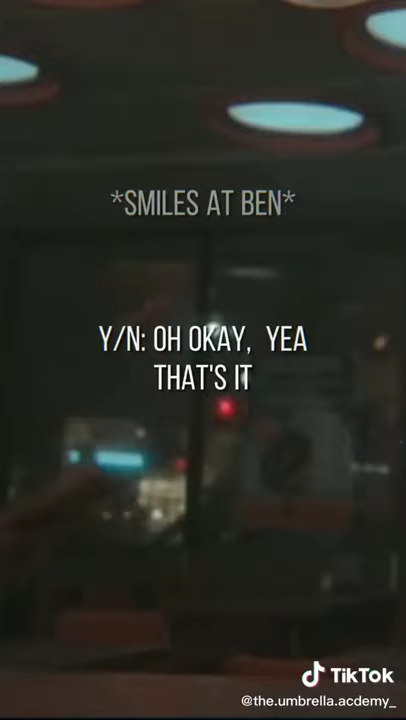 *SMILES AT BEN*
Y/N: OH OKAY, YEA
THAT'S IT
TikTok
@the.umbrella.acdemy_